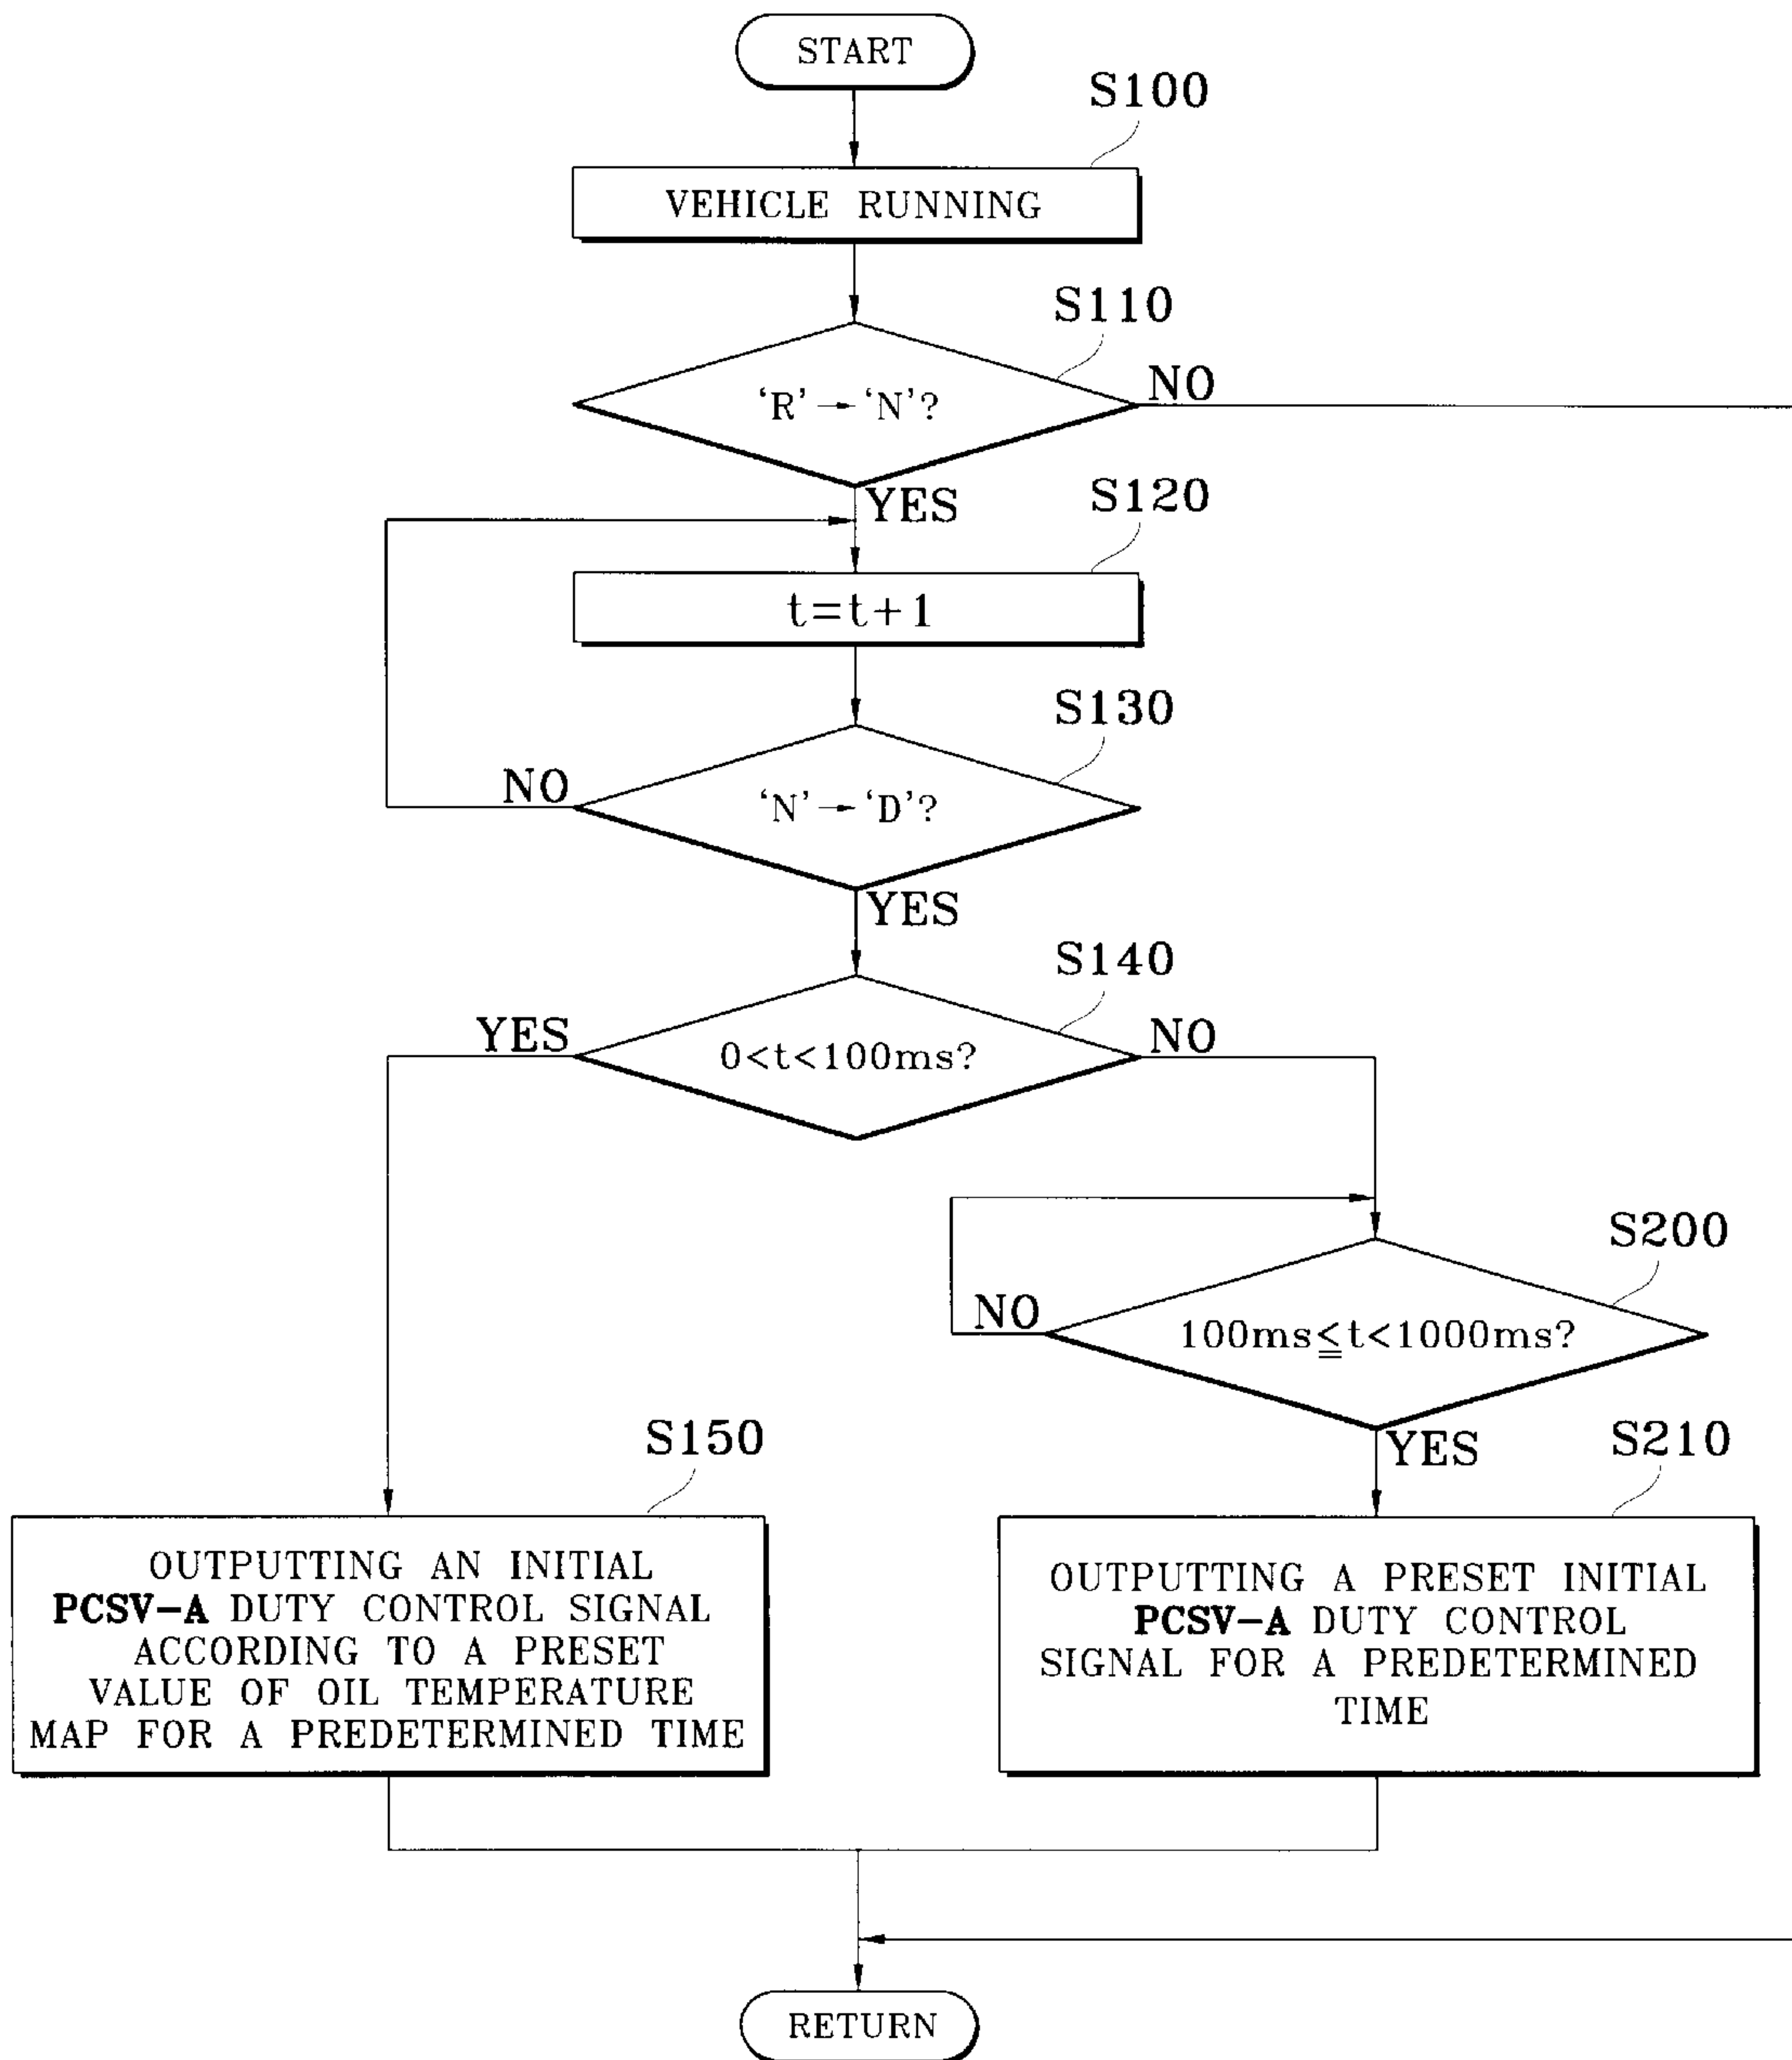 START
S100
VEHICLE RUNNING
S110
‘R’→‘N’?
NO
YES
S120
t=t+1
S130
‘N’→‘D’?
NO
YES
S140
0<t<100ms?
YES
NO
S200
100ms≦t<1000ms?
NO
YES
S150
OUTPUTTING AN INITIAL
PCSV-A DUTY CONTROL SIGNAL
ACCORDING TO A PRESET
VALUE OF OIL TEMPERATURE
MAP FOR A PREDETERMINED TIME
S210
OUTPUTTING A PRESET INITIAL
PCSV-A DUTY CONTROL
SIGNAL FOR A PREDETERMINED
TIME
RETURN